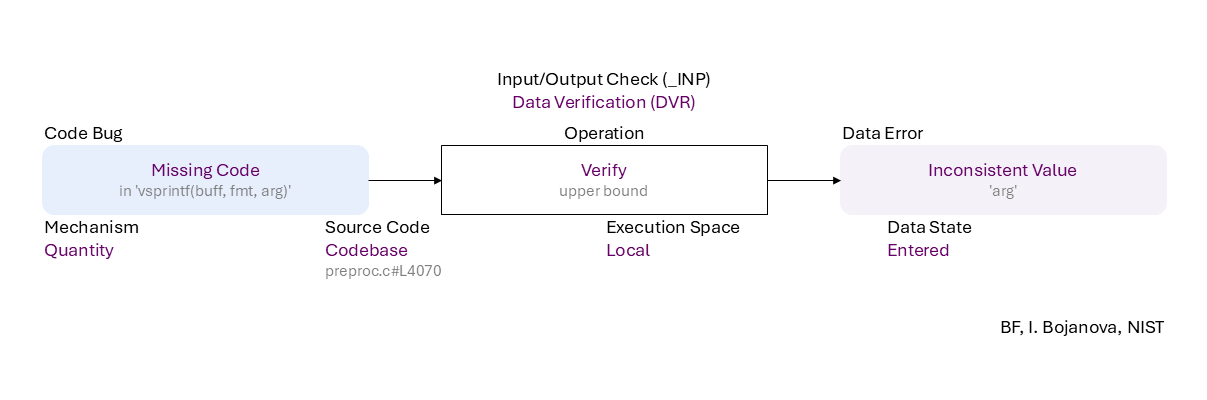 Input/Output Check (_INP)
Data Verification (DVR)
Code Bug
Operation
Data Error
Missing Code
in 'vsprintf(buff, fmt, arg)'
Verify
upper bound
Inconsistent Value
'arg'
Mechanism
Quantity
Source Code
Codebase
preproc.c#L4070
Execution Space
Local
Data State
Entered
BF, I. Bojanova, NIST